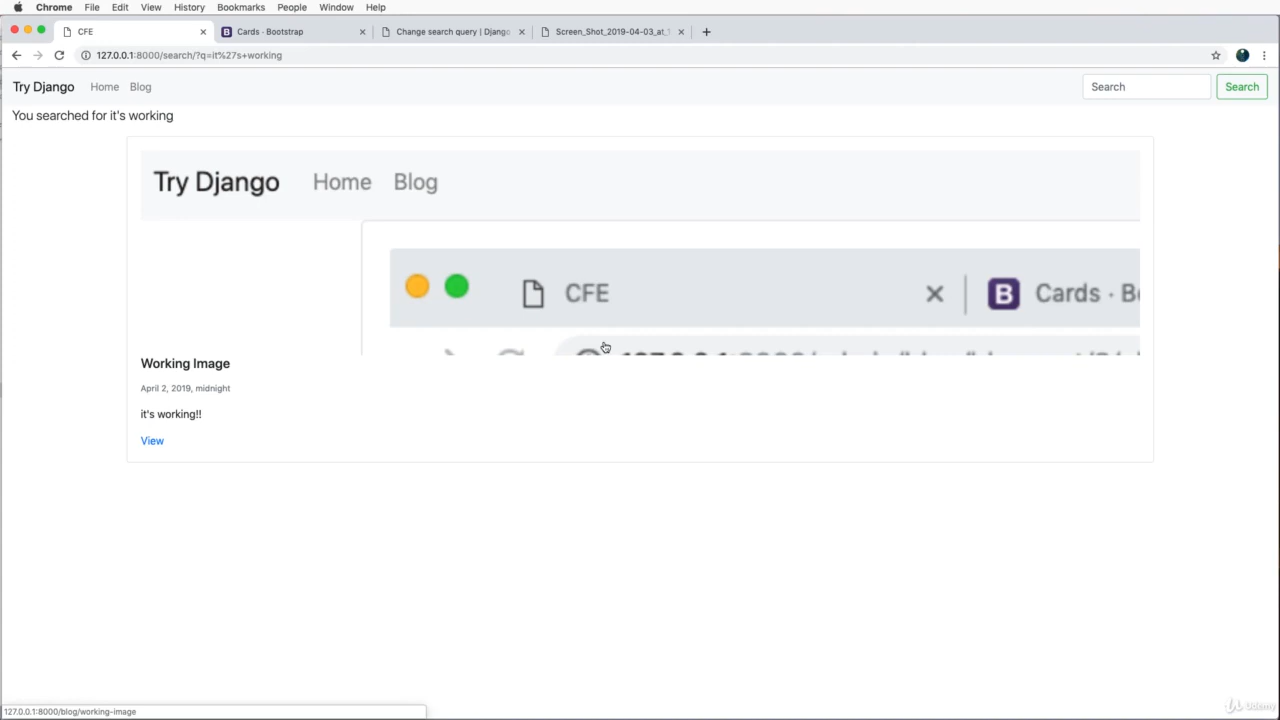 Chrome File Edit View History Bookmarks People Window Help
CFE Cards · Bootstrap Change search query | Django Screen_Shot_2019-04-03_at_1
127.0.0.1:8000/search/?q=it%27s+working
Try Django Home Blog Search Search
You searched for it's working
Try Django Home Blog
CFE Cards · Bo
Working Image
April 2, 2019, midnight
it's working!!
View
127.0.0.1:8000/blog/working-image
Udemy